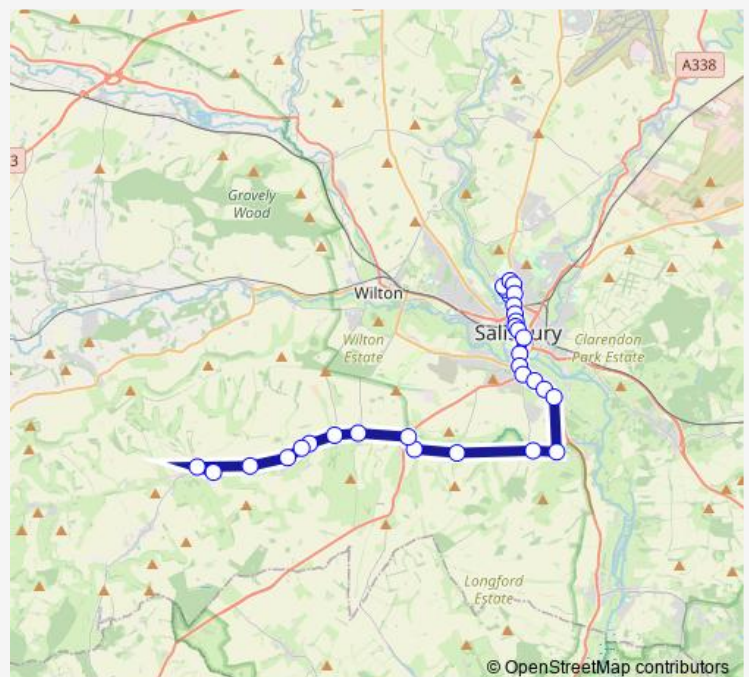 A338
3
Grovely
Wood
Wilton
Salisbury
Wilton
Estate
Clarendon
Park Estate
Longford
Estate
© OpenStreetMap contributors